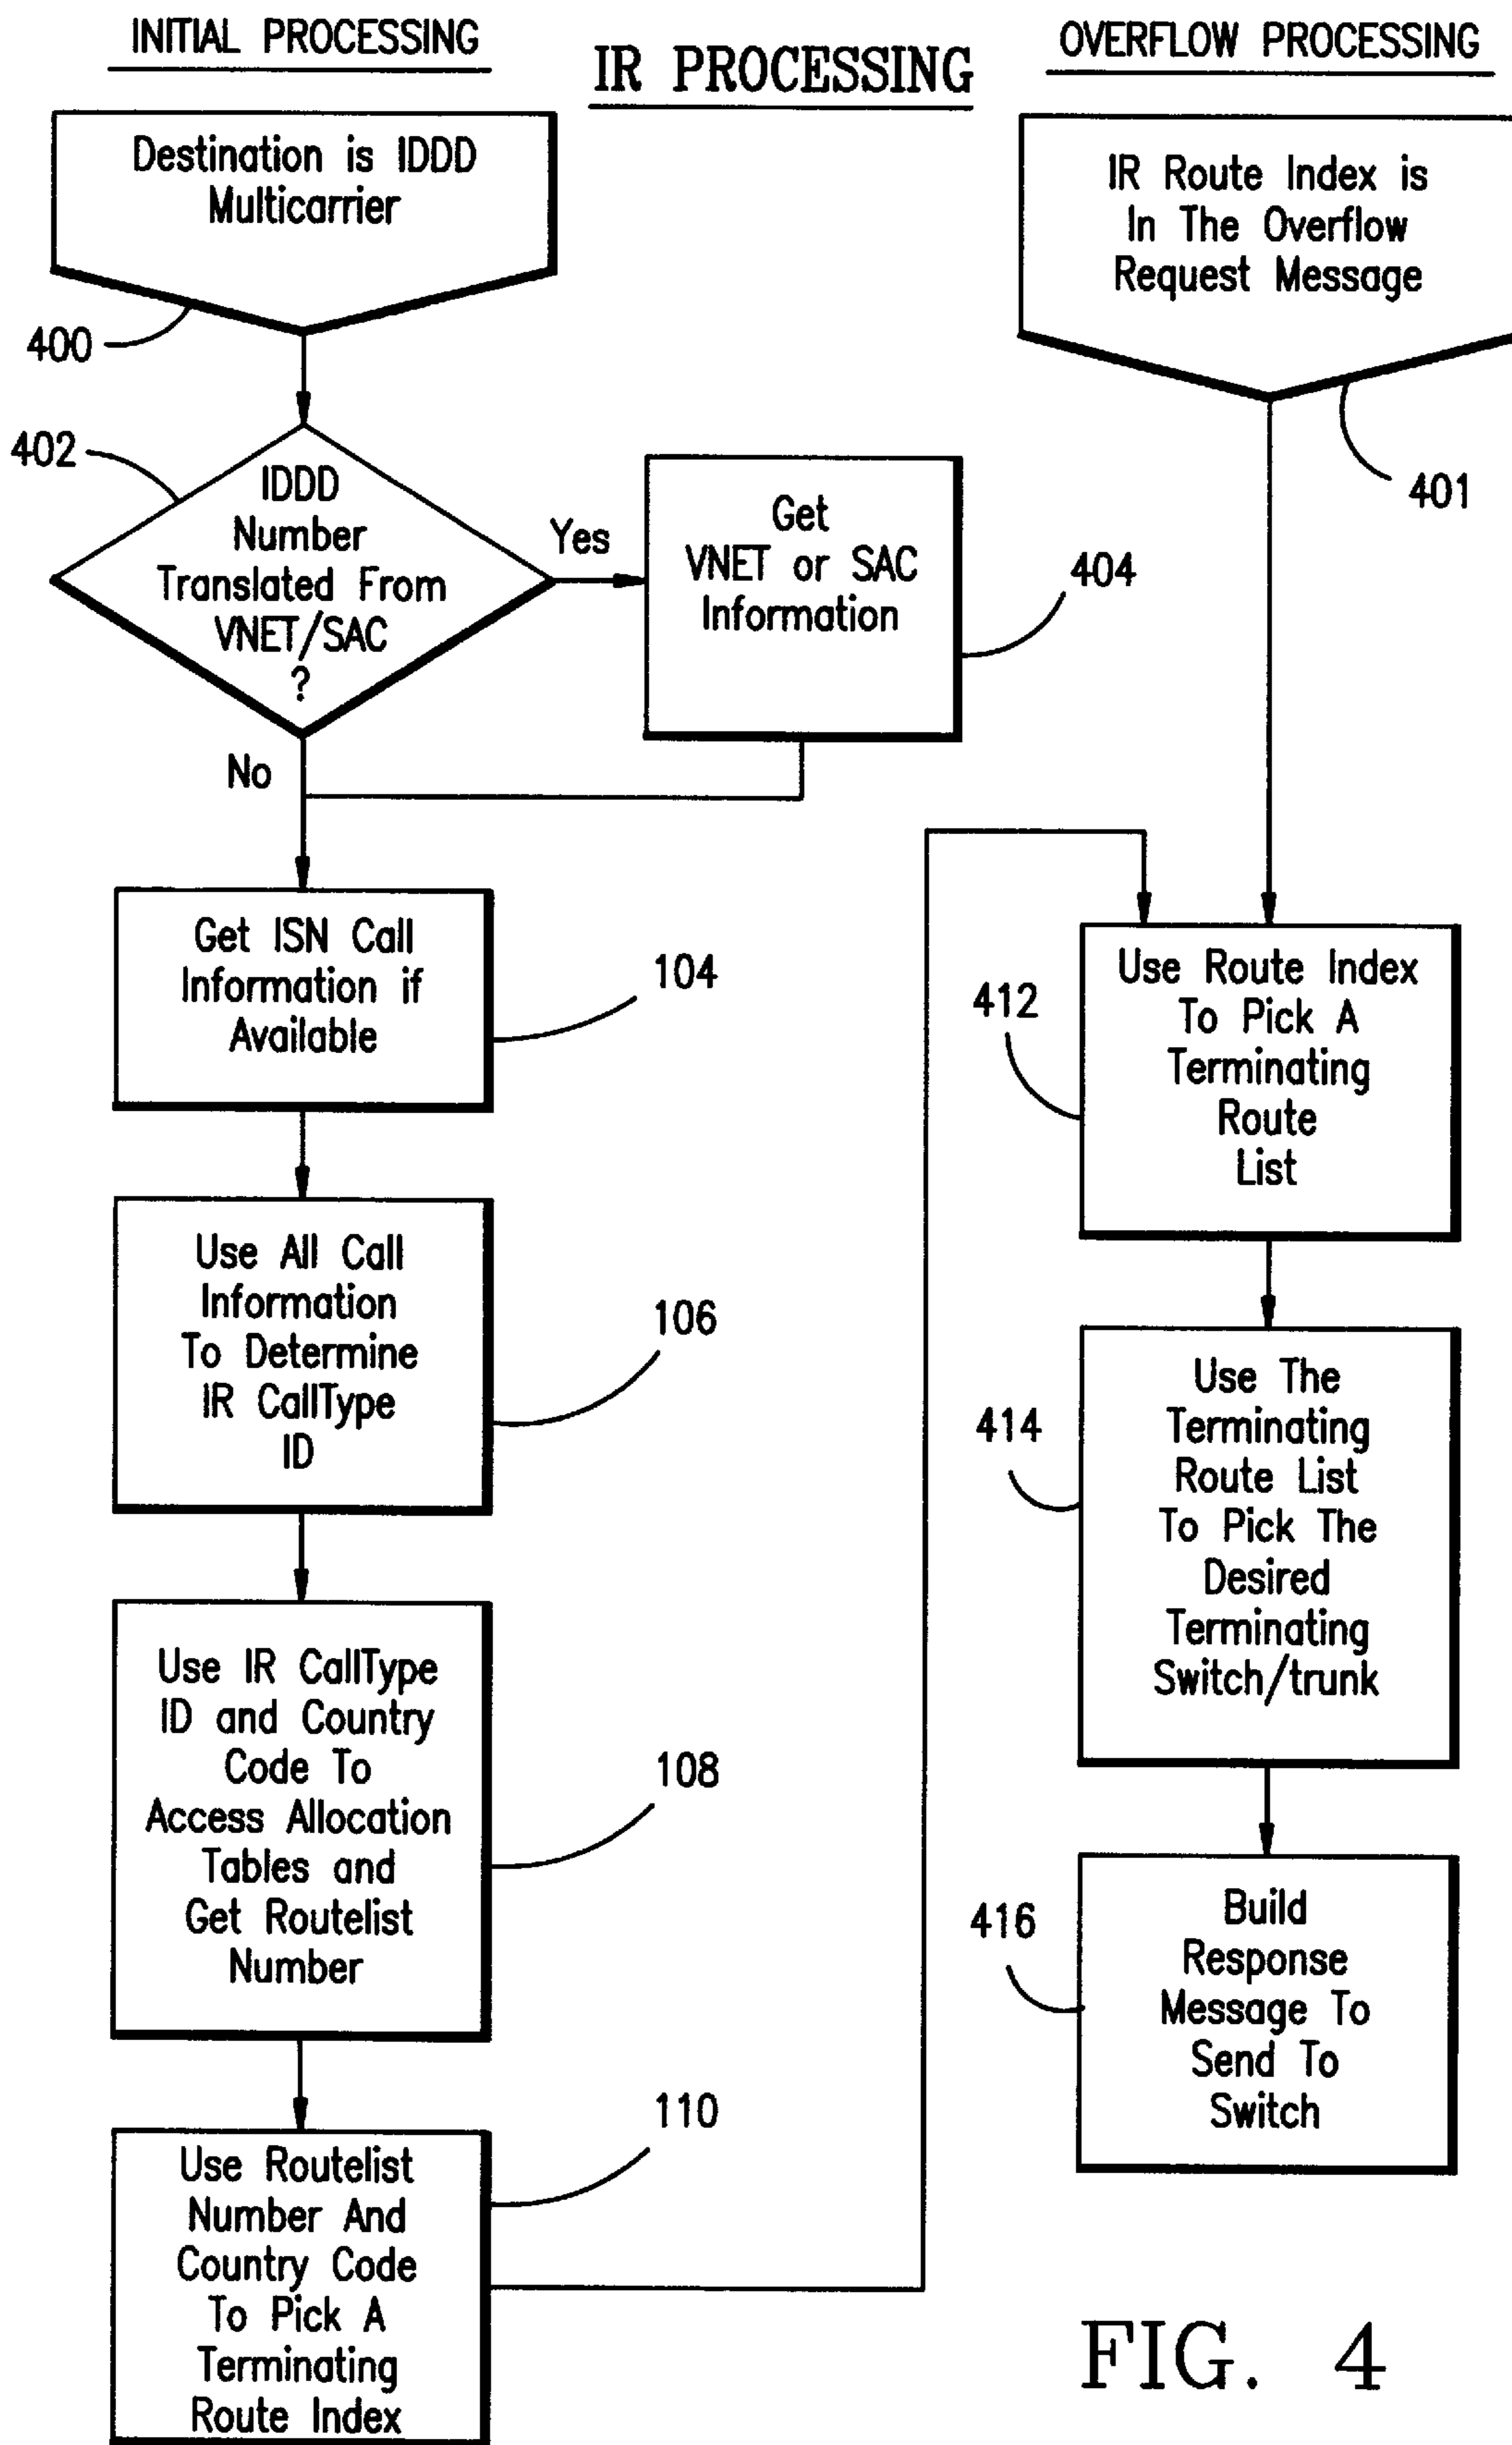 INITIAL PROCESSING
IR PROCESSING
OVERFLOW PROCESSING
Destination is IDDD
Multicarrier
400
402
IDDD
Number
Translated From
VNET/SAC
?
Yes
No
Get
VNET or SAC
Information
404
Get ISN Call
Information if
Available
104
Use All Call
Information
To Determine
IR CallType
ID
106
Use IR CallType
ID and Country
Code To
Access Allocation
Tables and
Get Routelist
Number
108
Use Routelist
Number And
Country Code
To Pick A
Terminating
Route Index
110
IR Route Index is
In The Overflow
Request Message
401
Use Route Index
To Pick A
Terminating
Route
List
412
Use The
Terminating
Route List
To Pick The
Desired
Terminating
Switch/trunk
414
Build
Response
Message To
Send To
Switch
416
FIG. 4